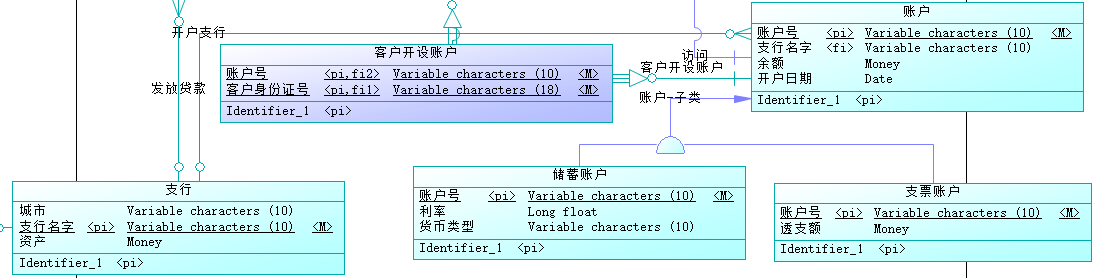 开户支行
发放贷款
客户开设账户
账户号 <pi,fi2> Variable characters (10) <M>
客户身份证号 <pi,fi1> Variable characters (18) <M>
Identifier_1 <pi>
访问
客户开设账户
账户-子类
账户
账户号 <pi> Variable characters (10) <M>
支行名字 <fi> Variable characters (10)
余额 Money
开户日期 Date
Identifier_1 <pi>
支行
城市 Variable characters (10)
支行名字 <pi> Variable characters (10) <M>
资产 Money
Identifier_1 <pi>
储蓄账户
账户号 <pi> Variable characters (10) <M>
利率 Long float
货币类型 Variable characters (10)
Identifier_1 <pi>
支票账户
账户号 <pi> Variable characters (10) <M>
透支额 Money
Identifier_1 <pi>